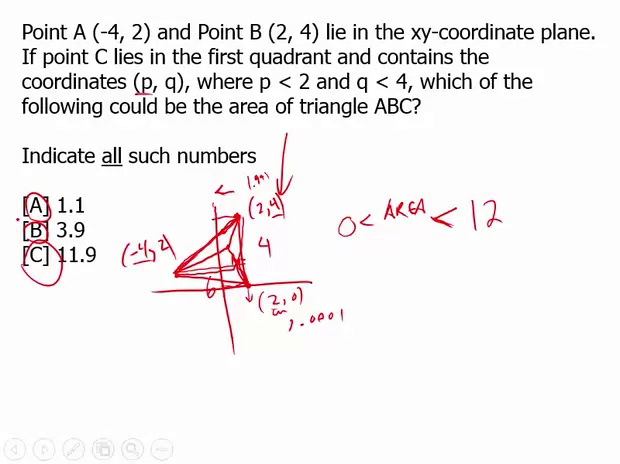 Point A (-4, 2) and Point B (2, 4) lie in the xy-coordinate plane.
If point C lies in the first quadrant and contains the
coordinates (p, q), where p < 2 and q < 4, which of the
following could be the area of triangle ABC?
Indicate all such numbers
[A] 1.1
[B] 3.9
[C] 11.9
1.991
(2,4)
(-4,2)
4
6
(2,0)
, .0001
0 < AREA < 12